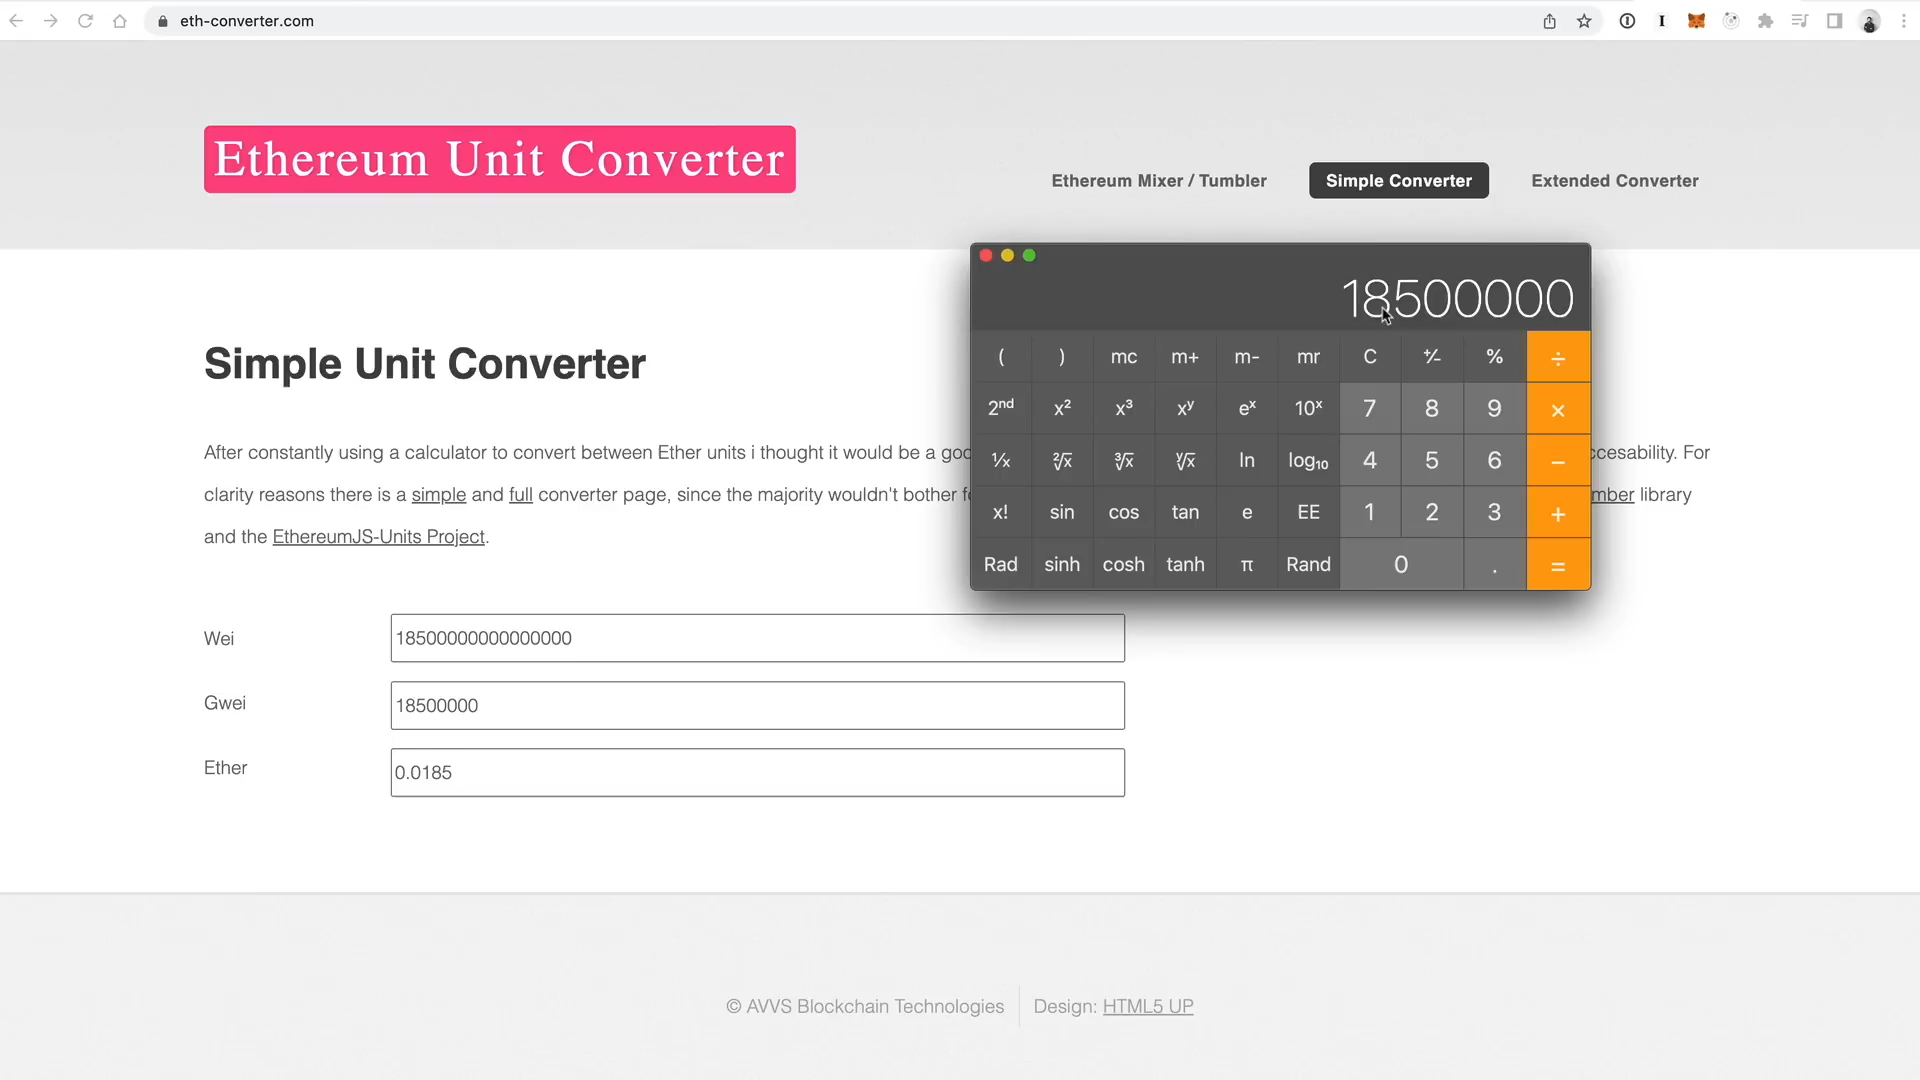 eth-converter.com
Ethereum Unit Converter
Ethereum Mixer / Tumbler
Simple Converter
Extended Converter
18500000
( ) mc m+ m- mr C +/- % ÷
2nd x² x³ xʸ eˣ 10ˣ 7 8 9 ×
1/x ²√x ³√x ʸ√x ln log₁₀ 4 5 6 −
x! sin cos tan e EE 1 2 3 +
Rad sinh cosh tanh π Rand 0 . =
Simple Unit Converter
After constantly using a calculator to convert between Ether units i thought it would be a For
clarity reasons there is a simple and full converter page, since the majority wouldn't bother library
and the EthereumJS-Units Project.
Wei
18500000000000000
Gwei
18500000
Ether
0.0185
© AVVS Blockchain Technologies
Design: HTML5 UP